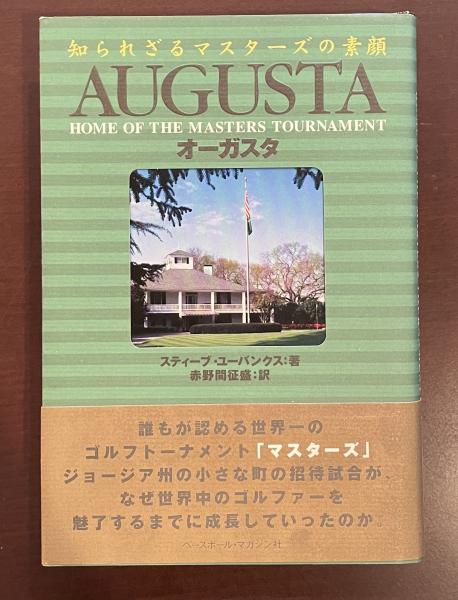 知られざるマスターズの素顔
AUGUSTA
HOME OF THE MASTERS TOURNAMENT
オーガスタ
スティーブ・ユーバンクス:著
赤野間征盛:訳
誰もが認める世界一の
ゴルフトーナメント「マスターズ」
ジョージア州の小さな町の招待試合が、
なぜ世界中のゴルファーを
魅了するまでに成長していったのか。
ベースボール・マガジン社